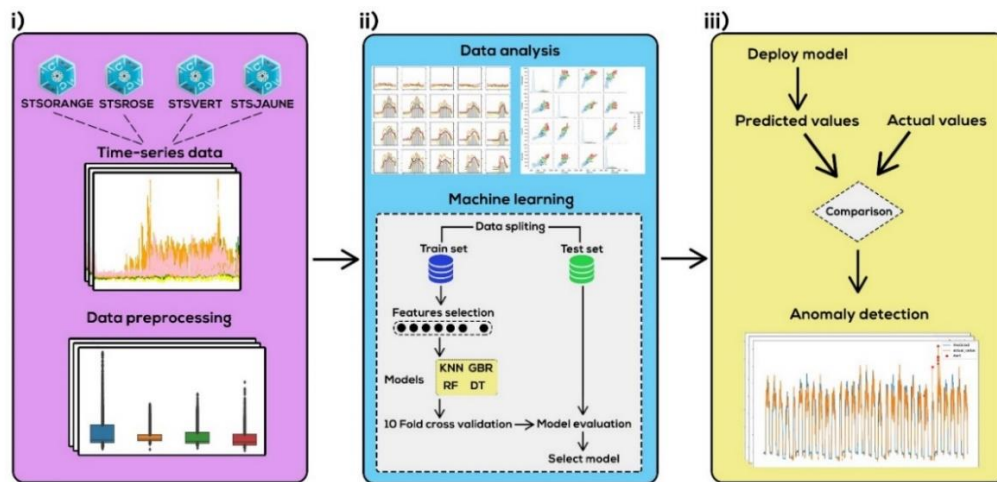 i)
STSORANGE STSROSE STSVERT STSJAUNE
Time-series data
Data preprocessing
ii)
Data analysis
Machine learning
Data spliting
Train set
Test set
Features selection
Models
KNN GBR
RF DT
10 Fold cross validation
Model evaluation
Select model
iii)
Deploy model
Predicted values
Actual values
Comparison
Anomaly detection